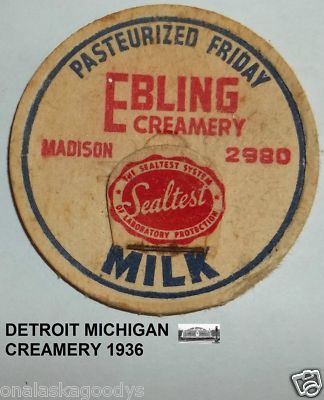 PASTEURIZED FRIDAY
EBLING
CREAMERY
MADISON 2980
THE SEALTEST SYSTEM
Sealtest
OF LABORATORY PROTECTION
MILK
DETROIT MICHIGAN
CREAMERY 1936
onalaskagoodys